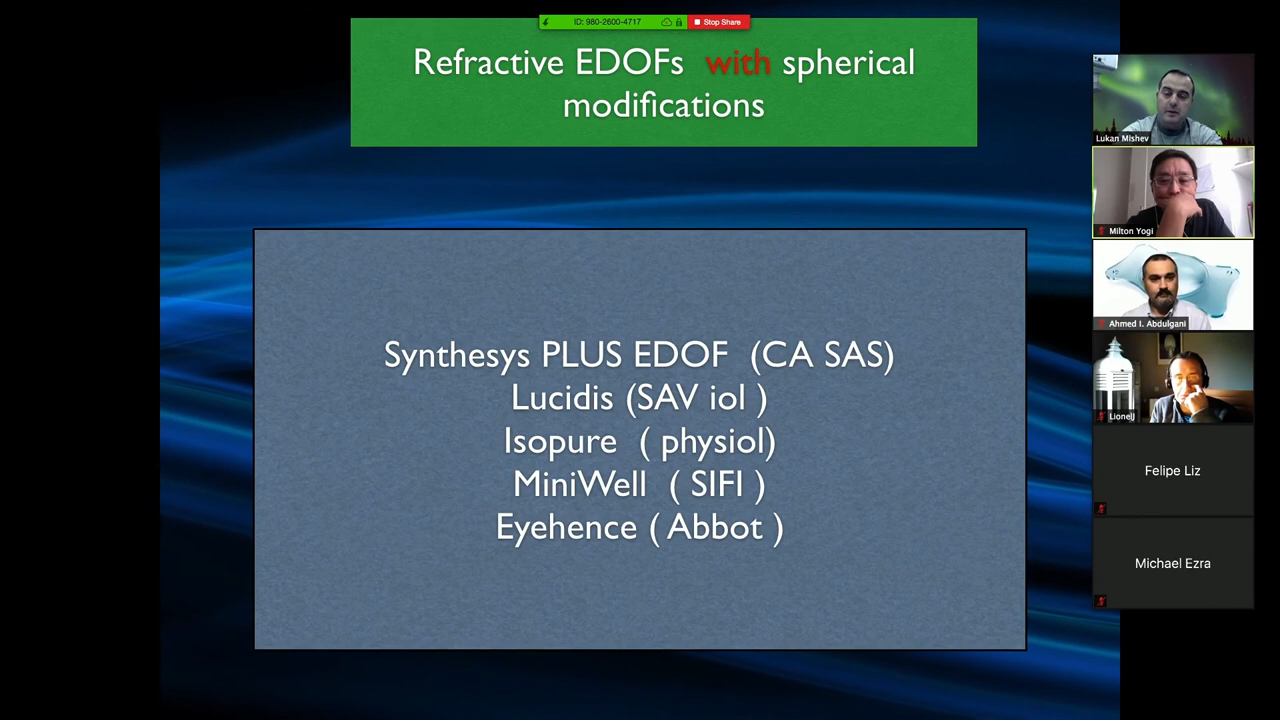 ID: 980-2600-4717
Stop Share
Refractive EDOFs with spherical
modifications
Synthesys PLUS EDOF (CA SAS)
Lucidis (SAV iol )
Isopure ( physiol)
MiniWell ( SIFI )
Eyehence ( Abbot )
Lukan Mishev
Milton Yogi
Ahmed I. Abdulgani
LionelJ
Felipe Liz
Michael Ezra